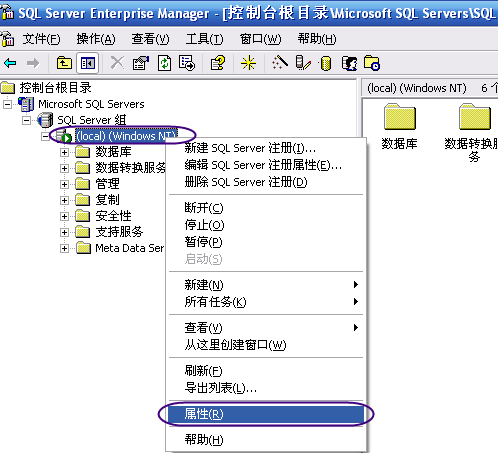 SQL Server Enterprise Manager - [控制台根目录\Microsoft SQL Servers\SQL
文件(F) 操作(A) 查看(V) 工具(T) 窗口(W) 帮助(H)
控制台根目录
Microsoft SQL Servers
SQL Server 组
(local) (Windows NT)
数据库
数据转换服务
管理
复制
安全性
支持服务
Meta Data Ser
(local) (Windows NT) 6 个
数据库
数据转换服
务
新建 SQL Server 注册(I)...
编辑 SQL Server 注册属性(E)...
删除 SQL Server 注册(D)
断开(C)
停止(O)
暂停(P)
启动(S)
新建(N)
所有任务(K)
查看(V)
从这里创建窗口(W)
刷新(F)
导出列表(L)...
属性(R)
帮助(H)